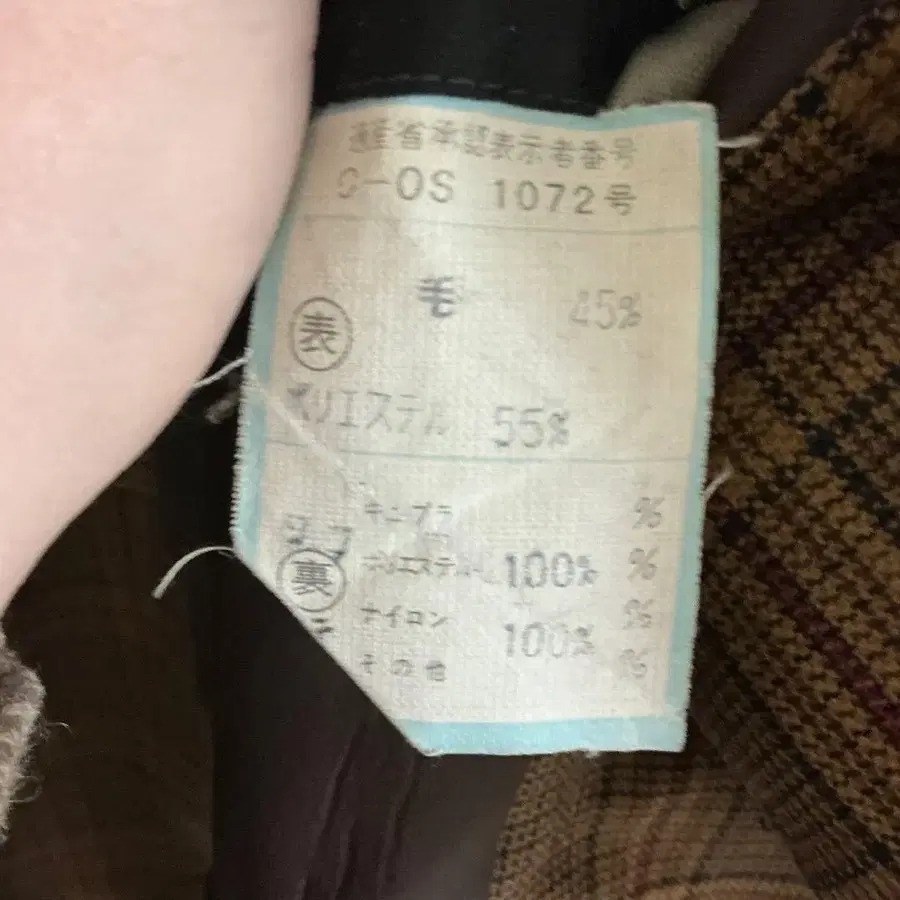 通産省承認表示者番号
C-OS 1072号
毛 45%
表
ポリエステル 55%
キュプラ %
裏 ポリエステル 100% %
ナイロン 100% %
その他 %